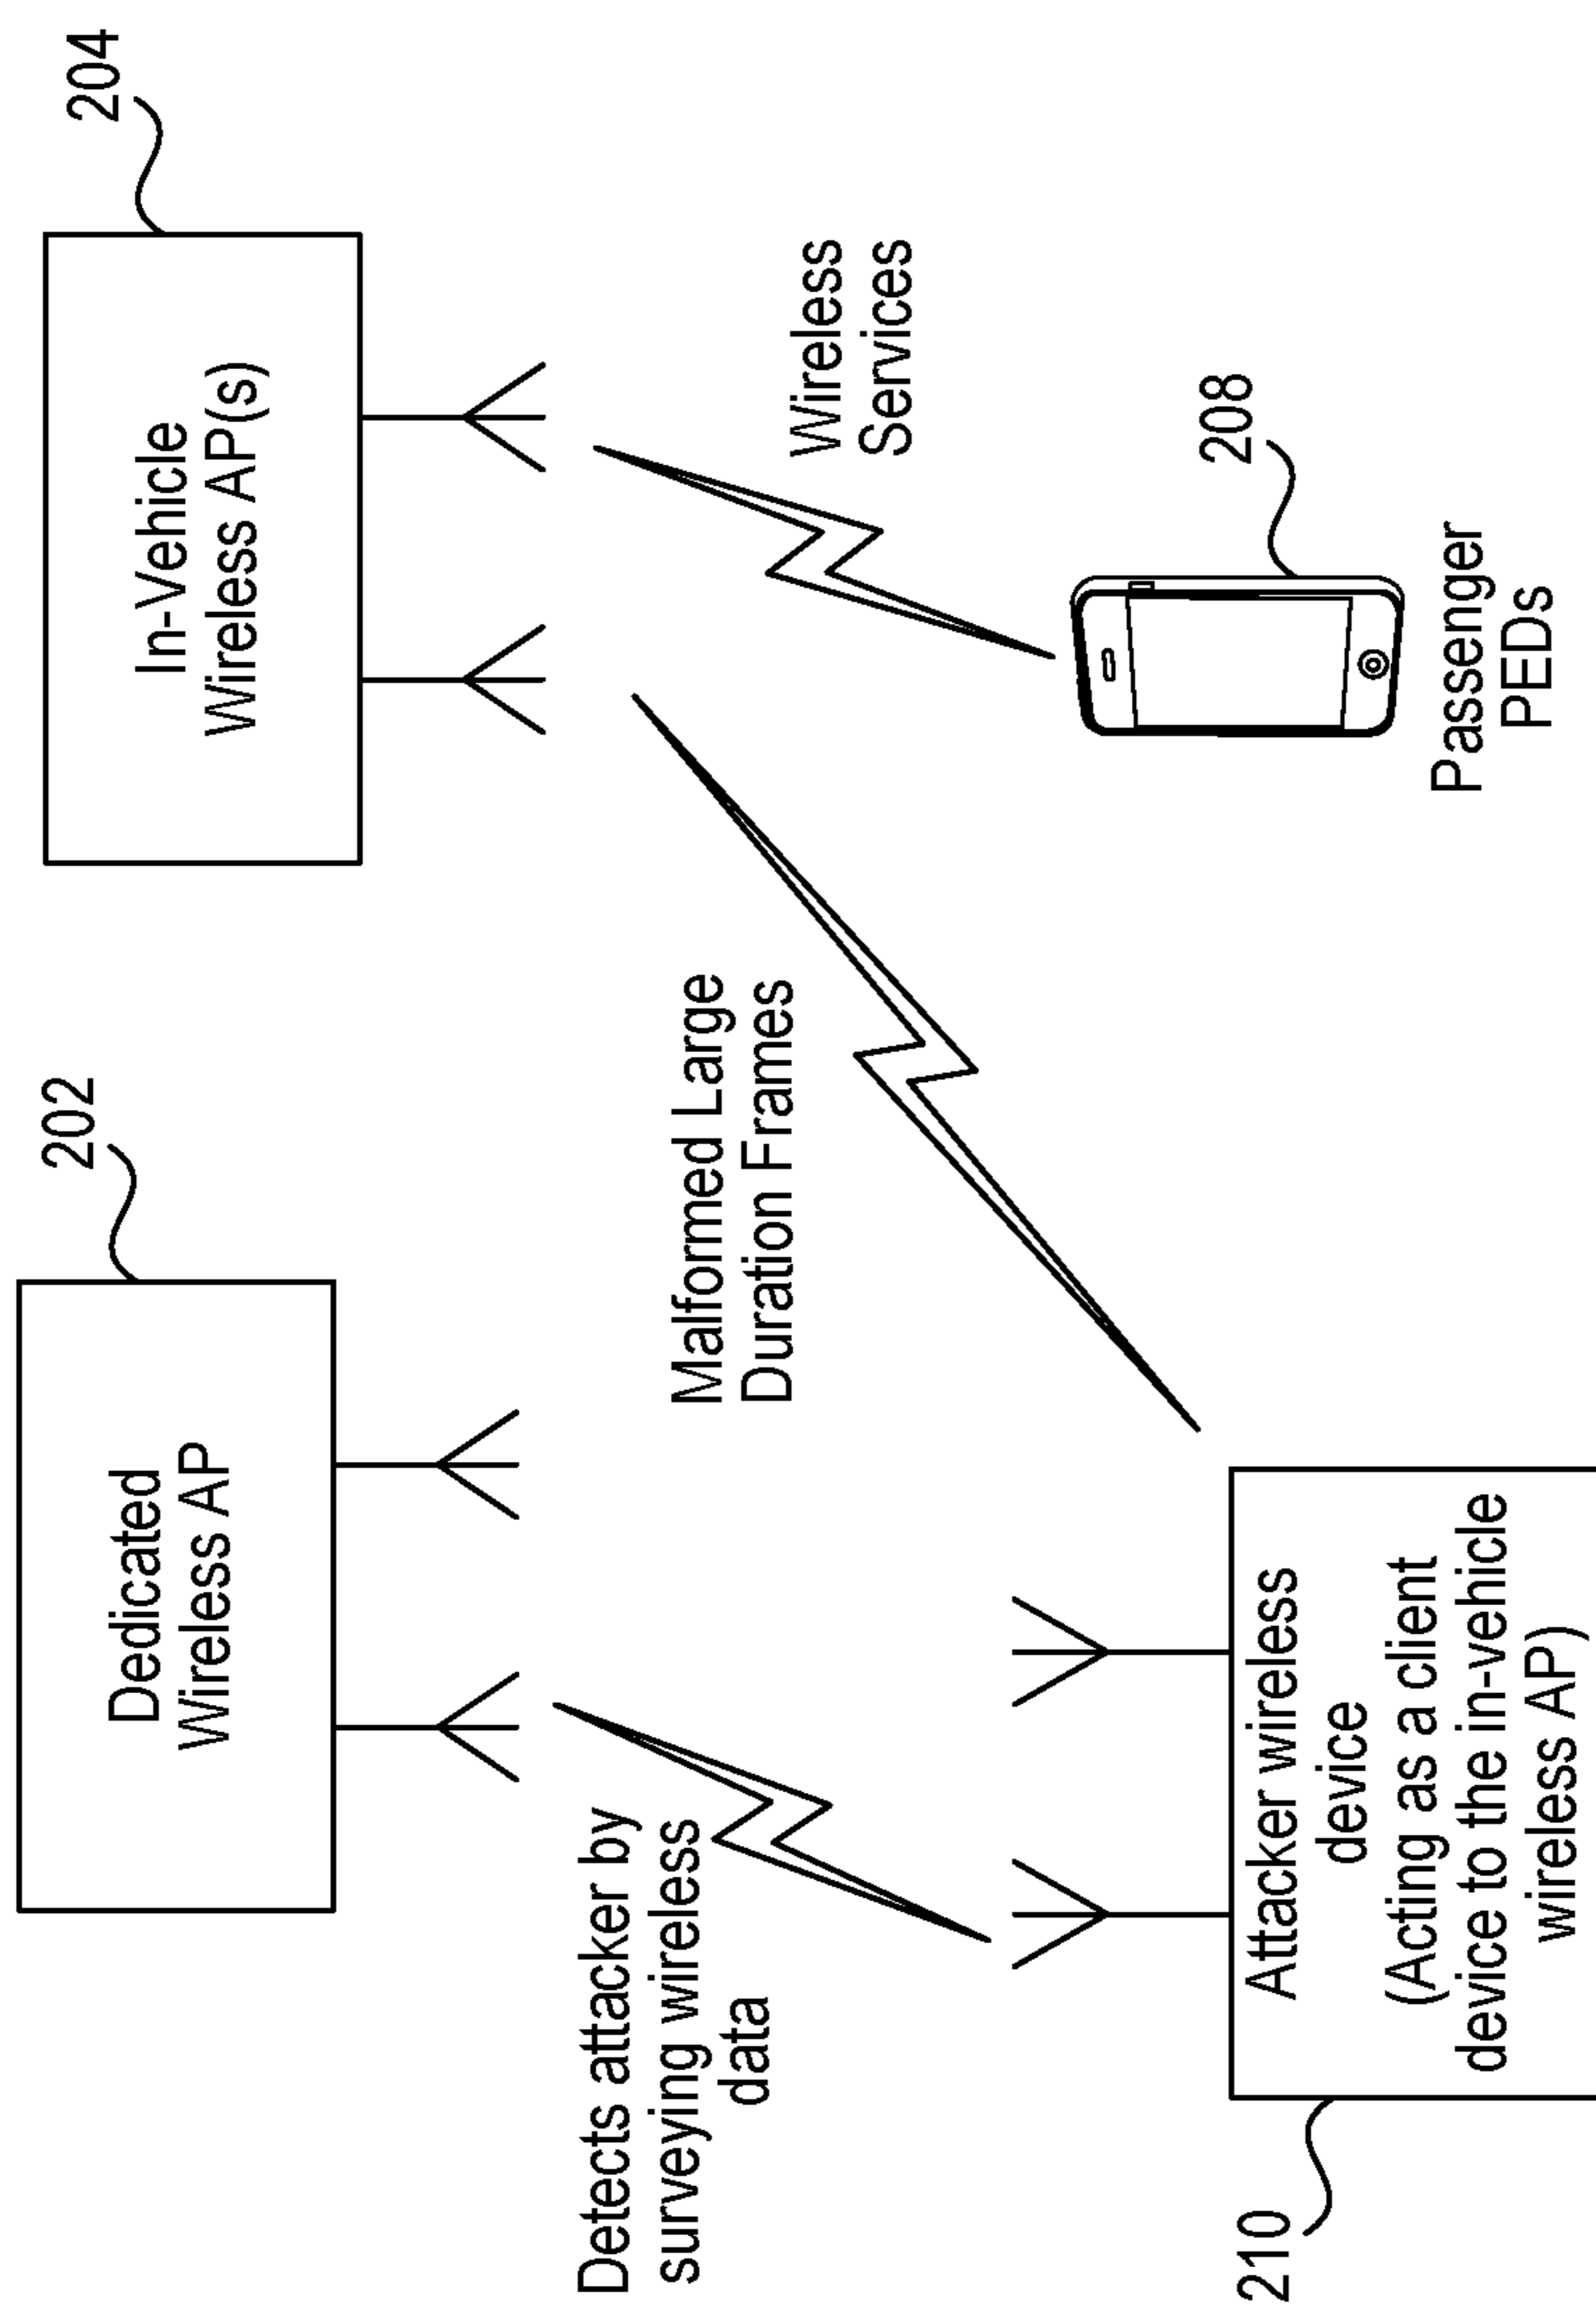 202
Dedicated
Wireless AP
204
In-Vehicle
Wireless AP(s)
Detects attacker by
surveying wireless
data
Malformed Large
Duration Frames
Wireless
Services
210
Attacker wireless
device
(Acting as a client
device to the in-vehicle
wireless AP)
208
Passenger
PEDs